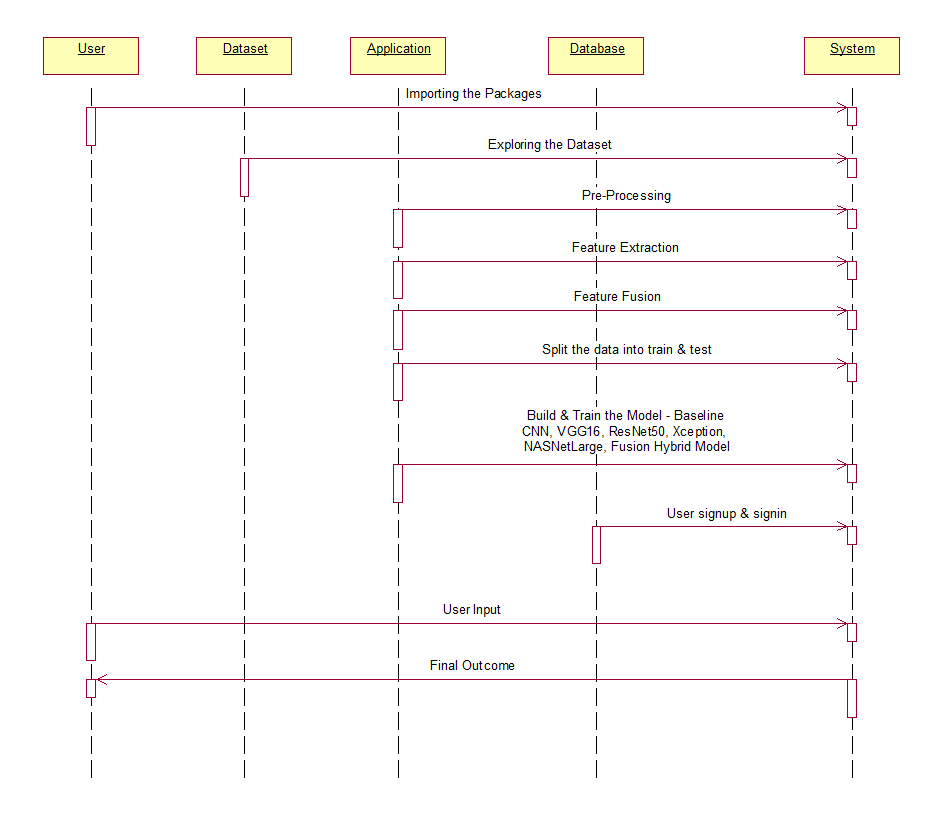 User
Dataset
Application
Database
System
Importing the Packages
Exploring the Dataset
Pre-Processing
Feature Extraction
Feature Fusion
Split the data into train & test
Build & Train the Model - Baseline
CNN, VGG16, ResNet50, Xception,
NASNetLarge, Fusion Hybrid Model
User signup & signin
User Input
Final Outcome